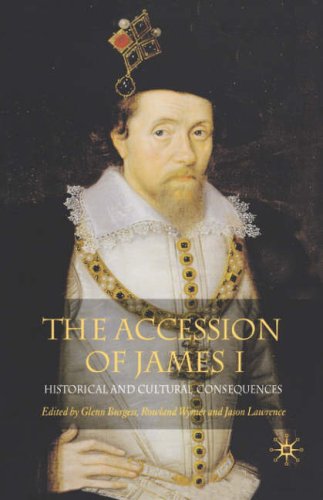 THE ACCESSION
OF JAMES I
HISTORICAL AND CULTURAL CONSEQUENCES
Edited by Glenn Burgess, Rowland Wymer and Jason Lawrence